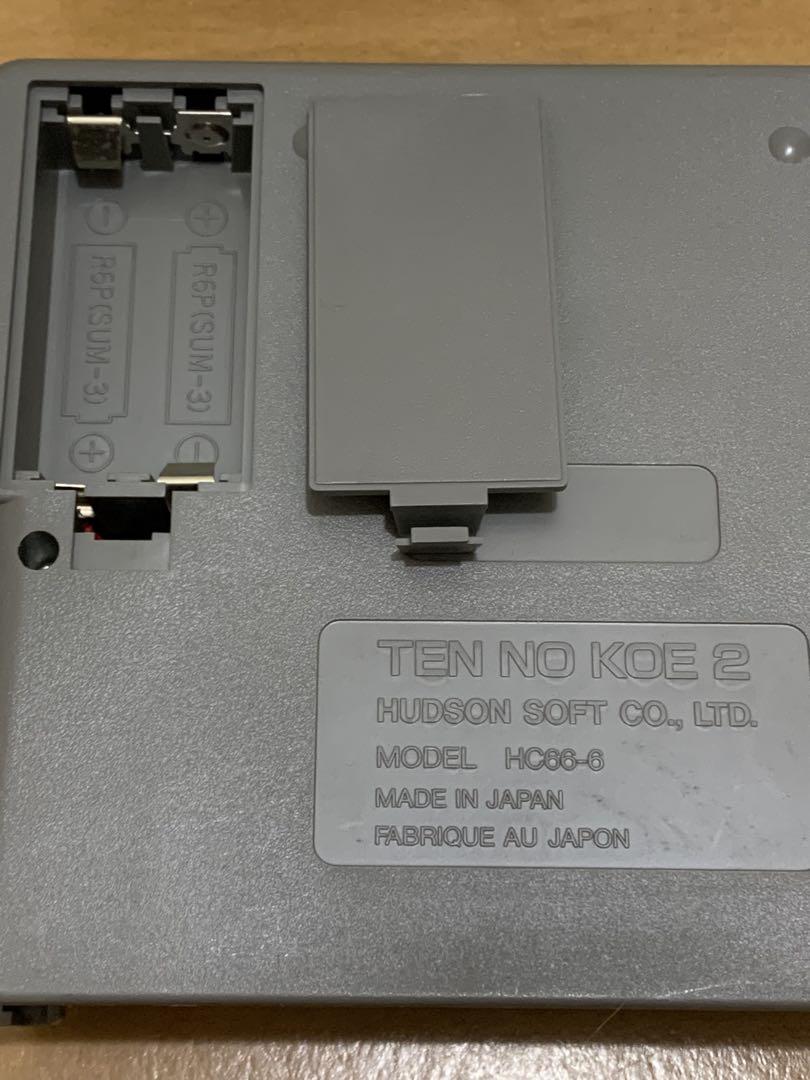 − +
R6P(SUM-3) R6P(SUM-3)
+ −
TEN NO KOE 2
HUDSON SOFT CO., LTD.
MODEL HC66-6
MADE IN JAPAN
FABRIQUE AU JAPON